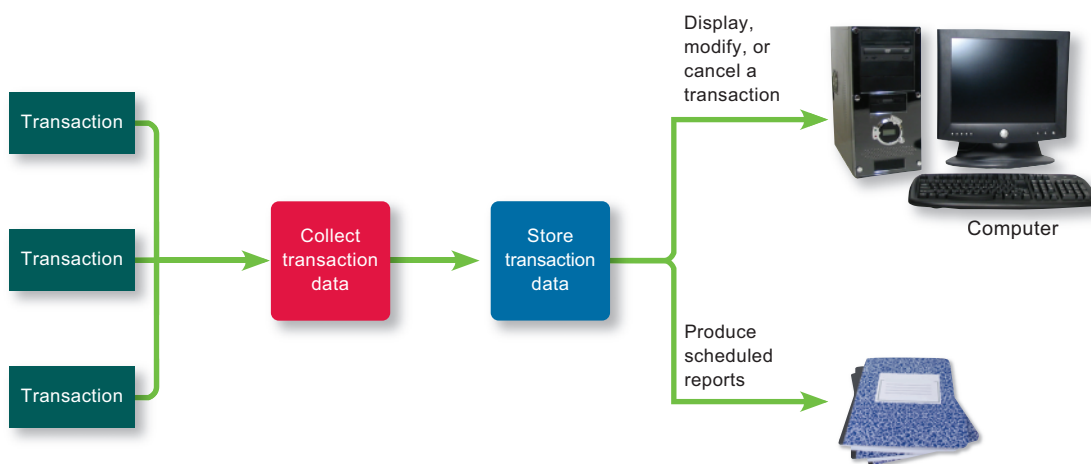 Display,
modify, or
cancel a
transaction
Transaction
Transaction
Transaction
Collect
transaction
data
Store
transaction
data
Computer
Produce
scheduled
reports